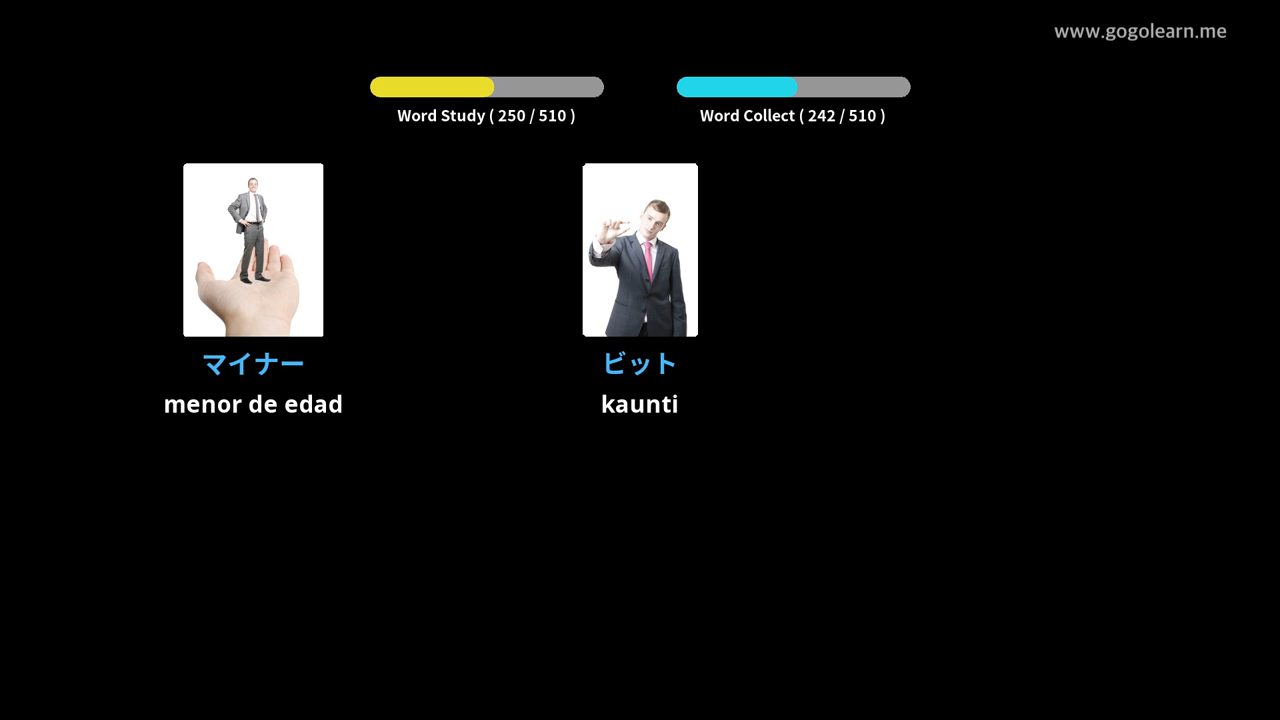 www.gogolearn.me
Word Study ( 250 / 510 )
Word Collect ( 242 / 510 )
マイナー
menor de edad
ビット
kaunti